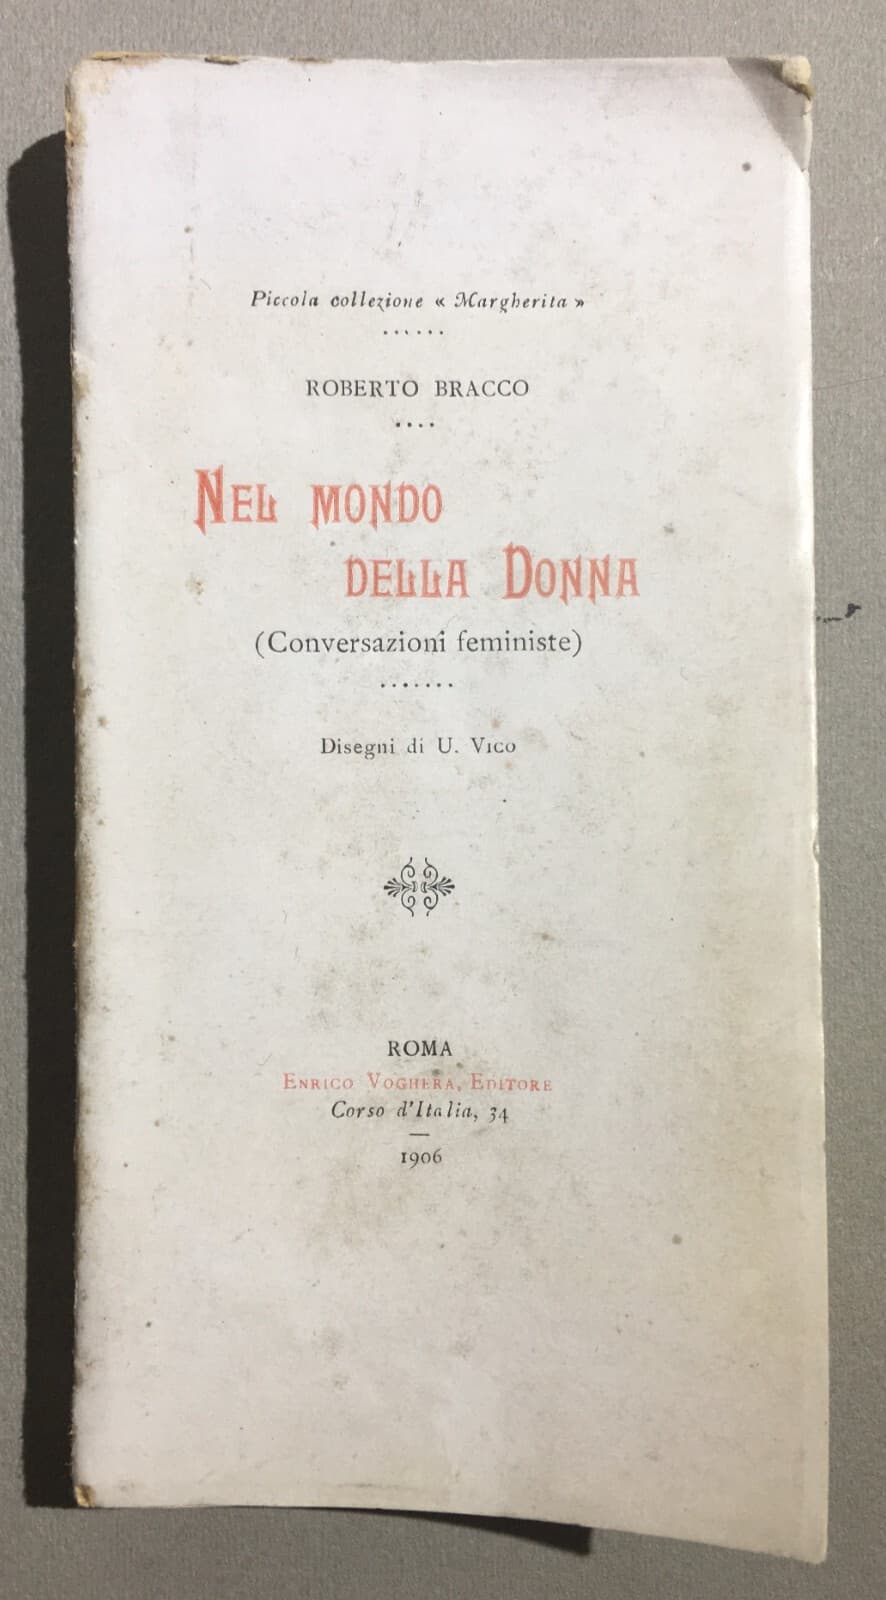 Piccola collezione « Margherita »
ROBERTO BRACCO
NEL MONDO
DELLA DONNA
(Conversazioni feministe)
Disegni di U. VICO
ROMA
ENRICO VOGHERA, EDITORE
Corso d'Italia, 34
1906